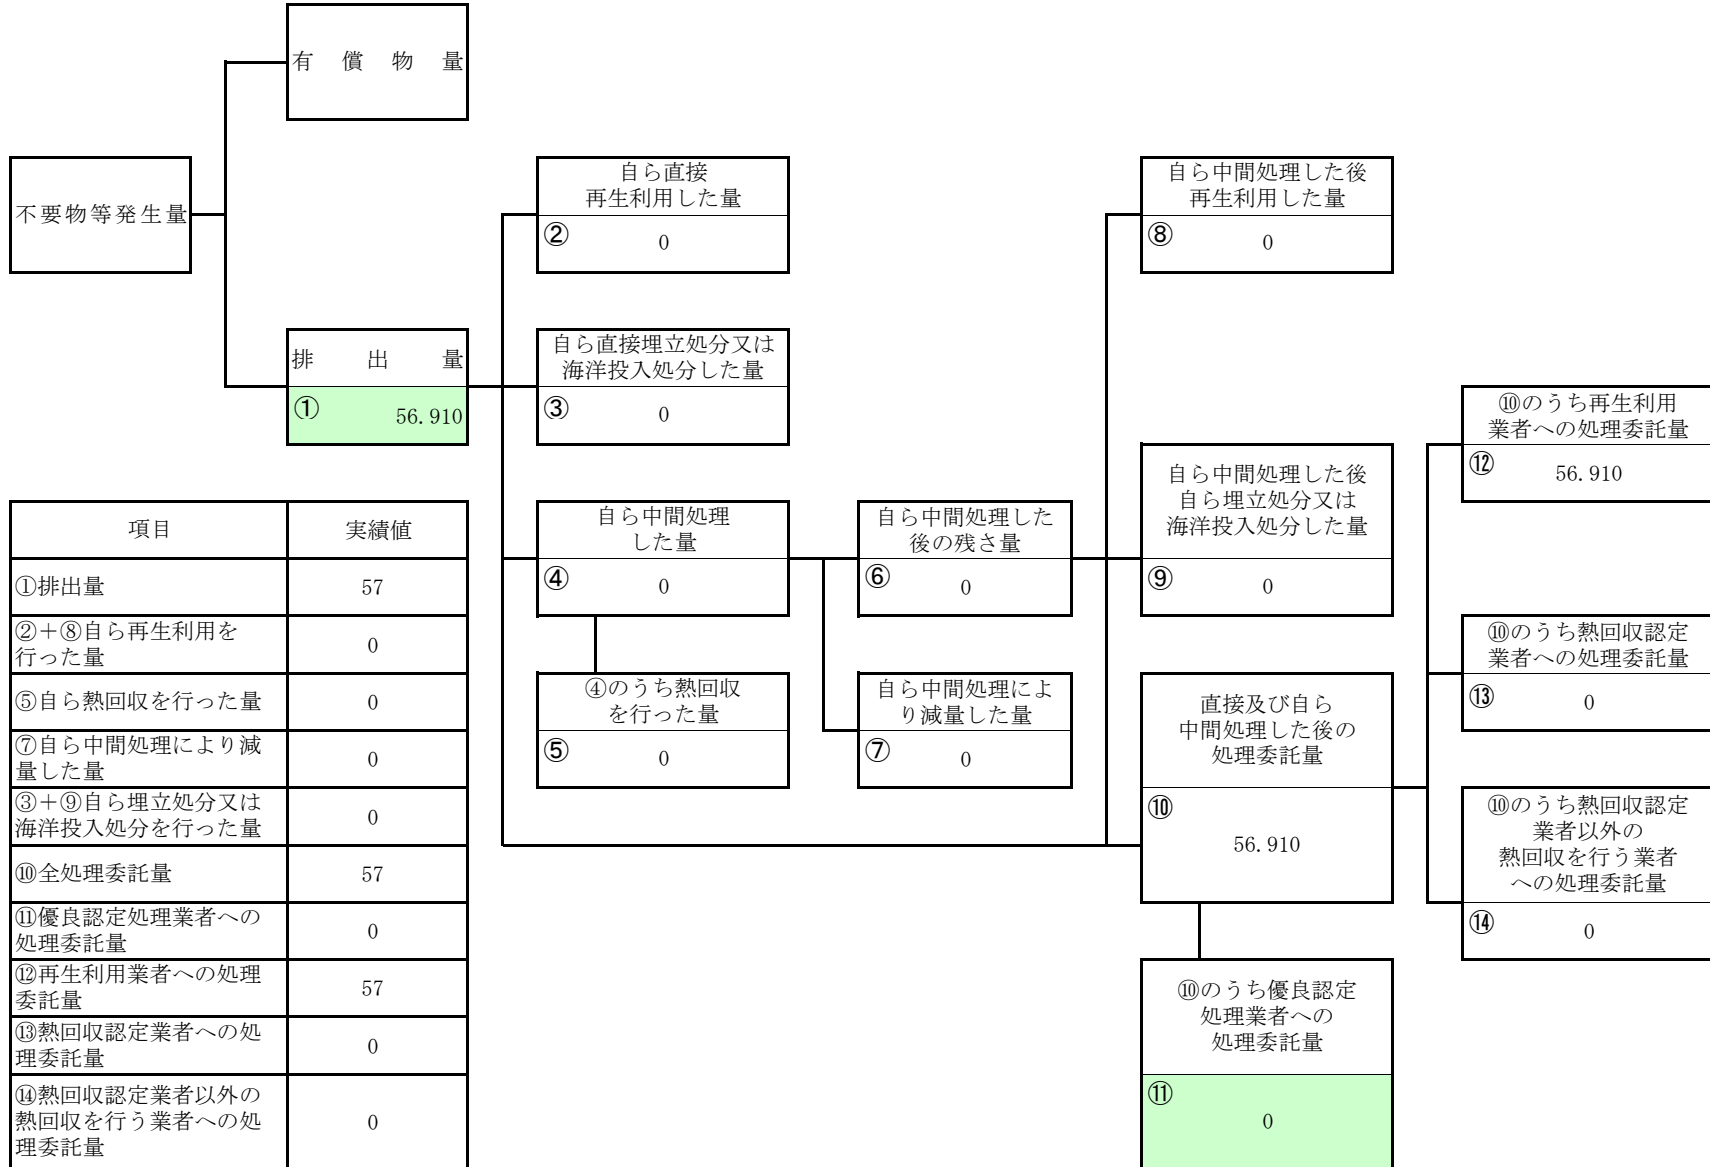 有償物量
不要物等発生量
排出量
① 56.910
自ら直接
再生利用した量
② 0
自ら直接埋立処分又は
海洋投入処分した量
③ 0
自ら中間処理
した量
④ 0
④のうち熱回収
を行った量
⑤ 0
自ら中間処理した
後の残さ量
⑥ 0
自ら中間処理によ
り減量した量
⑦ 0
自ら中間処理した後
再生利用した量
⑧ 0
自ら中間処理した後
自ら埋立処分又は
海洋投入処分した量
⑨ 0
直接及び自ら
中間処理した後の
処理委託量
⑩
56.910
⑩のうち優良認定
処理業者への
処理委託量
⑪
0
⑩のうち再生利用
業者への処理委託量
⑫ 56.910
⑩のうち熱回収認定
業者への処理委託量
⑬ 0
⑩のうち熱回収認定
業者以外の
熱回収を行う業者
への処理委託量
⑭ 0
項目 実績値
①排出量 57
②+⑧自ら再生利用を
行った量 0
⑤自ら熱回収を行った量 0
⑦自ら中間処理により減
量した量 0
③+⑨自ら埋立処分又は
海洋投入処分を行った量 0
⑩全処理委託量 57
⑪優良認定処理業者への
処理委託量 0
⑫再生利用業者への処理
委託量 57
⑬熱回収認定業者への処
理委託量 0
⑭熱回収認定業者以外の
熱回収を行う業者への処 0
理委託量